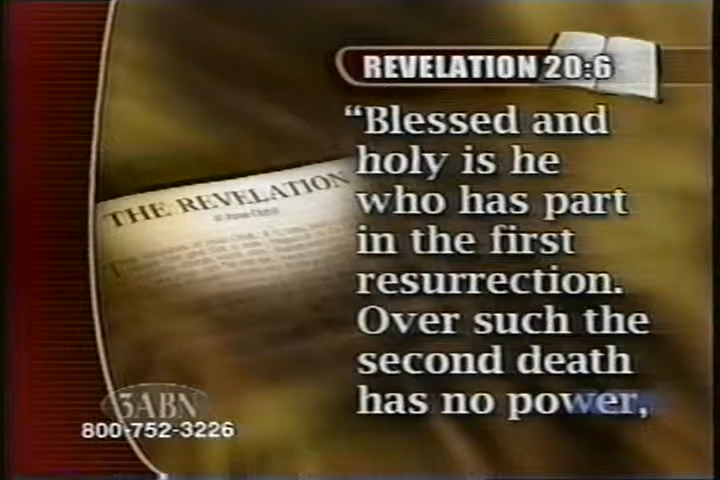 REVELATION 20:6
“Blessed and
holy is he
who has part
in the first
resurrection.
Over such the
second death
has no power,
THE REVELATION
3ABN
800-752-3226